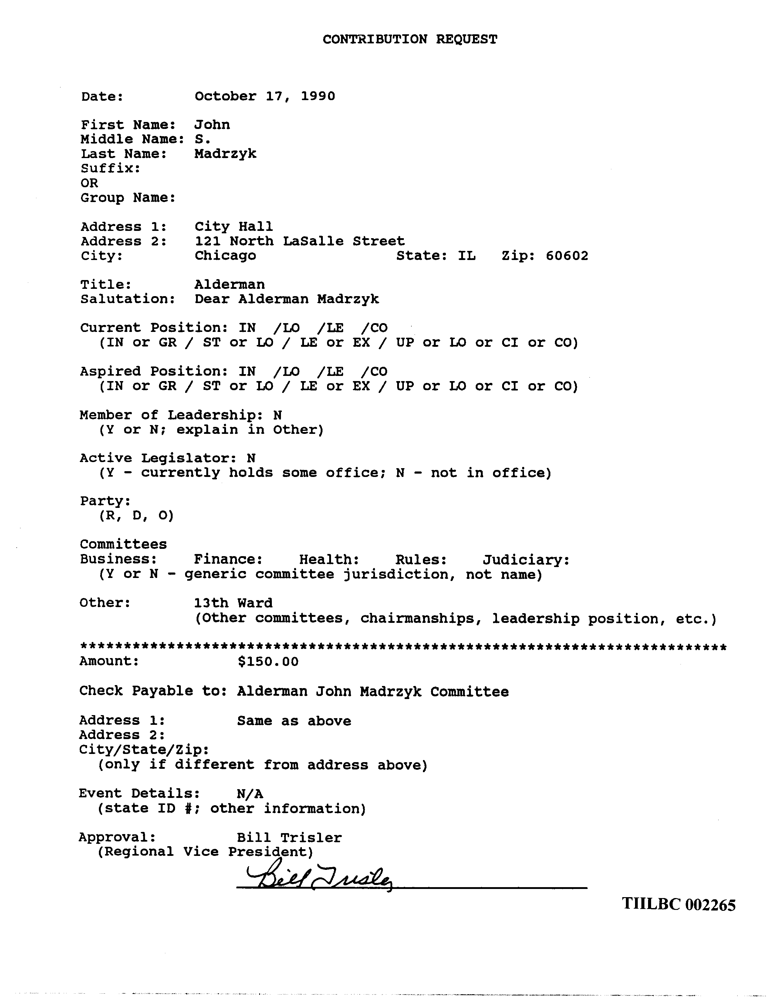 CONTRIBUTION REQUEST
Date: October 17, 1990
First Name: John
Middle Name: S.
Last Name: Madrzyk
Suffix:
OR
Group Name:
Address 1: City Hall
Address 2: 121 North LaSalle Street
City: Chicago State: IL Zip: 60602
Title: Alderman
Salutation: Dear Alderman Madrzyk
Current Position: IN /LO /LE /CO
(IN or GR / ST or LO / LE or EX / UP or LO or CI or CO)
Aspired Position: IN /LO /LE /CO
(IN or GR / ST or LO / LE or EX / UP or LO or CI or CO)
Member of Leadership: N
(Y or N; explain in Other)
Active Legislator: N
(Y - currently holds some office; N - not in office)
Party:
(R, D, O)
Committees
Business: Finance: Health: Rules: Judiciary:
(Y or N - generic committee jurisdiction, not name)
Other: 13th Ward
(Other committees, chairmanships, leadership position, etc.)
**************************************************************************
Amount: $150.00
Check Payable to: Alderman John Madrzyk Committee
Address 1: Same as above
Address 2:
City/State/Zip:
(only if different from address above)
Event Details: N/A
(state ID #; other information)
Approval: Bill Trisler
(Regional Vice President)
Bill Trisler
TIILBC 002265